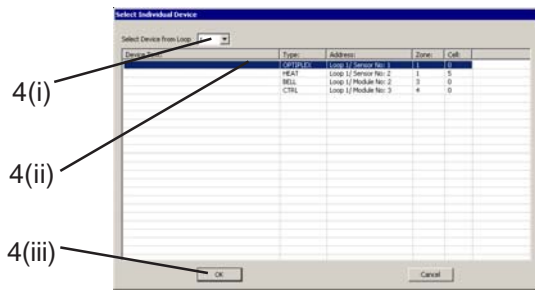 Select Individual Device
Select Device from Loop
Device Text: Type: Address: Zone: Cell:
OPTIPLEX Loop 1/ Sensor No: 1 1 0
HEAT Loop 1/ Sensor No: 2 1 5
BELL Loop 1/ Module No: 2 3 0
CTRL Loop 1/ Module No: 3 4 0
4(i)
4(ii)
4(iii)
OK Cancel